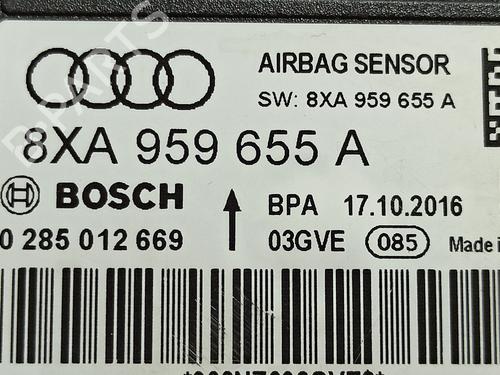 AIRBAG SENSOR
SW: 8XA 959 655 A
8XA 959 655 A
BOSCH
BPA 17.10.2016
0 285 012 669
03GVE 085 Made i
B-PARTS